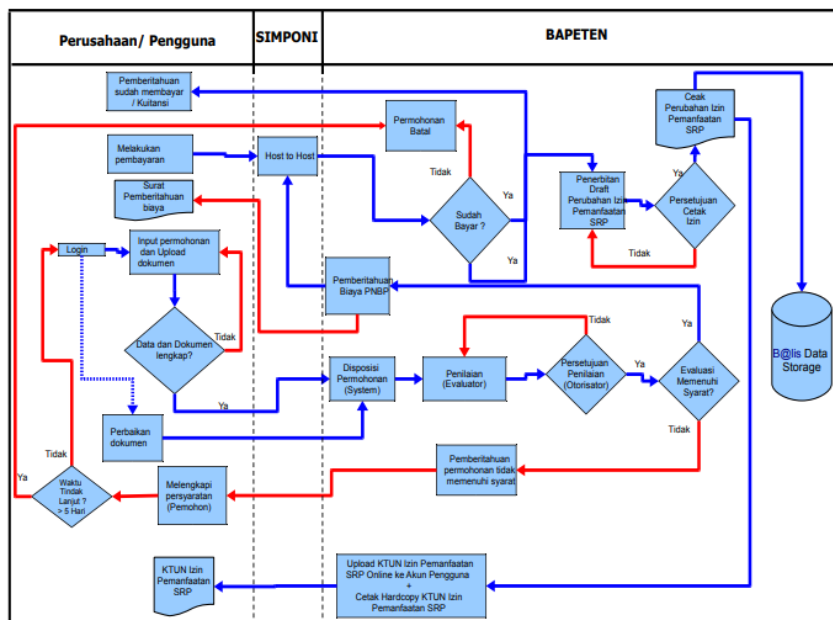 Perusahaan/ Pengguna
SIMPONI
BAPETEN
Pemberitahuan
sudah membayar
/ Kuitansi
Permohonan
Batal
Ceak
Perubahan Izin
Pemanfaatan
SRP
Melakukan
pembayaran
Host to Host
Tidak
Ya
Ya
Surat
Pemberitahuan
biaya
Sudah
Bayar ?
Penerbitan
Draft
Perubahan Izin
Pemanfaatan
SRP
Persetujuan
Cetak
Izin
Login
Input permohonan
dan Upload
dokumen
Ya
Tidak
Pemberitahuan
Biaya PNBP
Tidak
Data dan Dokumen
lengkap?
Tidak
Ya
B@lis Data
Storage
Disposisi
Permohonan
(System)
Penilaian
(Evaluator)
Persetujuan
Penilaian
(Otorisator)
Ya
Evaluasi
Memenuhi
Syarat?
Ya
Perbaikan
dokumen
Tidak
Tidak
Ya
Waktu
Tindak
Lanjut ?
> 5 Hari
Melengkapi
persyaratan
(Pemohon)
Pemberitahuan
permohonan tidak
memenuhi syarat
KTUN Izin
Pemanfaatan
SRP
Upload KTUN Izin Pemanfaatan
SRP Online ke Akun Pengguna
+
Cetak Hardcopy KTUN Izin
Pemanfaatan SRP